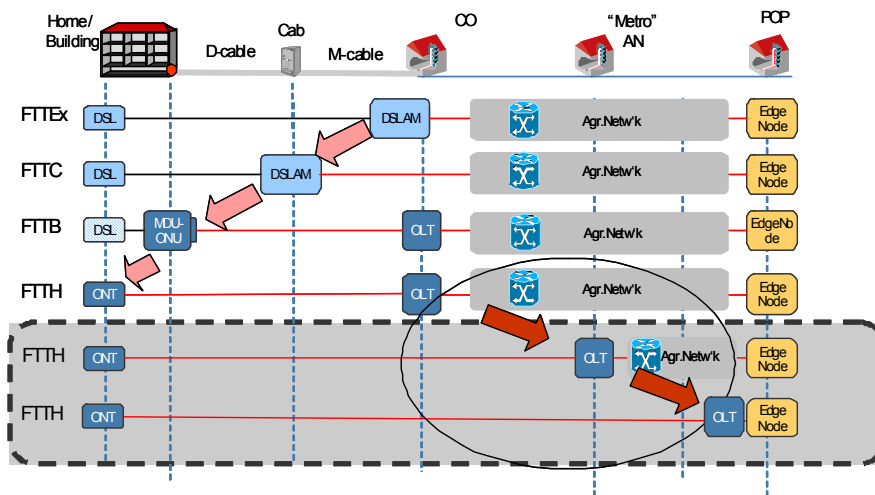 Home/
Building
D-cable
Cab
M-cable
CO
"Metro"
AN
POP
FTTEx
DSL
DSLAM
Agr.Netw'k
Edge
Node
FTTC
DSL
DSLAM
Agr.Netw'k
Edge
Node
FTTB
DSL
MDU-
ONU
OLT
Agr.Netw'k
EdgeNo
de
FTTH
ONT
OLT
Agr.Netw'k
Edge
Node
FTTH
ONT
OLT
Agr.Netw'k
Edge
Node
FTTH
ONT
OLT
Edge
Node